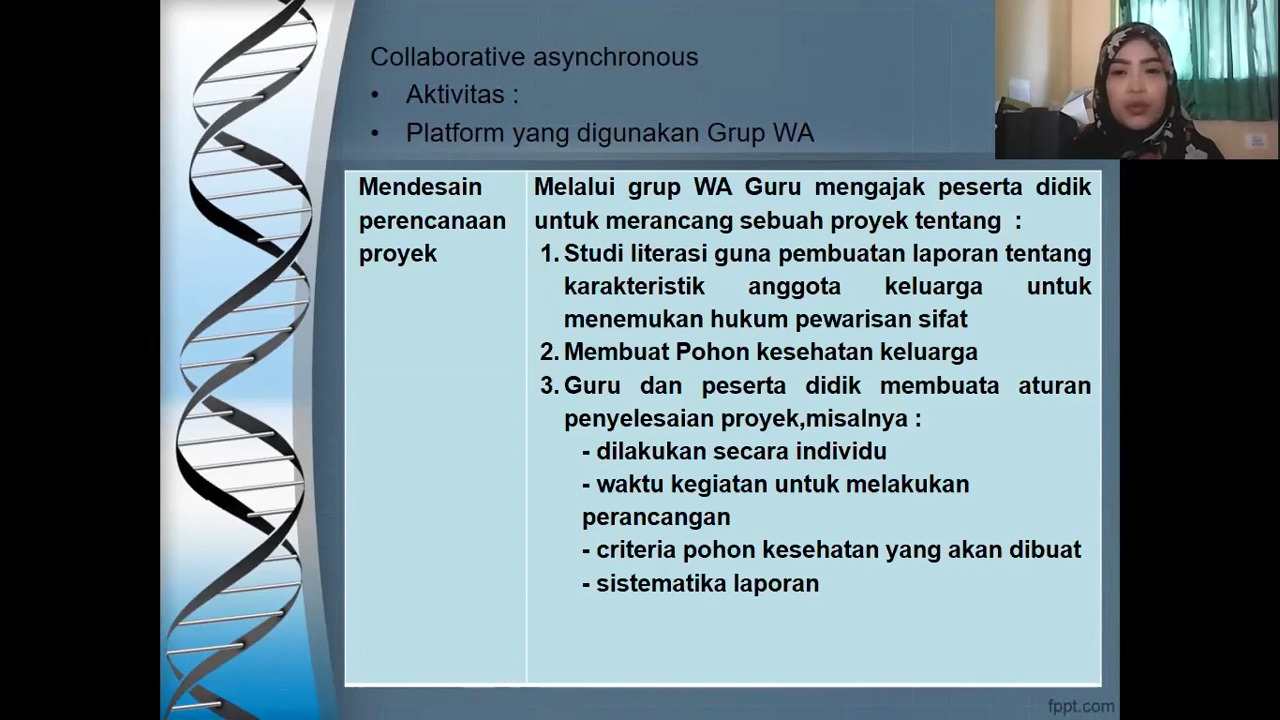 Collaborative asynchronous
• Aktivitas :
• Platform yang digunakan Grup WA
Mendesain
perencanaan
proyek
Melalui grup WA Guru mengajak peserta didik
untuk merancang sebuah proyek tentang :
1. Studi literasi guna pembuatan laporan tentang
karakteristik anggota keluarga untuk
menemukan hukum pewarisan sifat
2. Membuat Pohon kesehatan keluarga
3. Guru dan peserta didik membuata aturan
penyelesaian proyek,misalnya :
- dilakukan secara individu
- waktu kegiatan untuk melakukan
perancangan
- criteria pohon kesehatan yang akan dibuat
- sistematika laporan
fppt.com